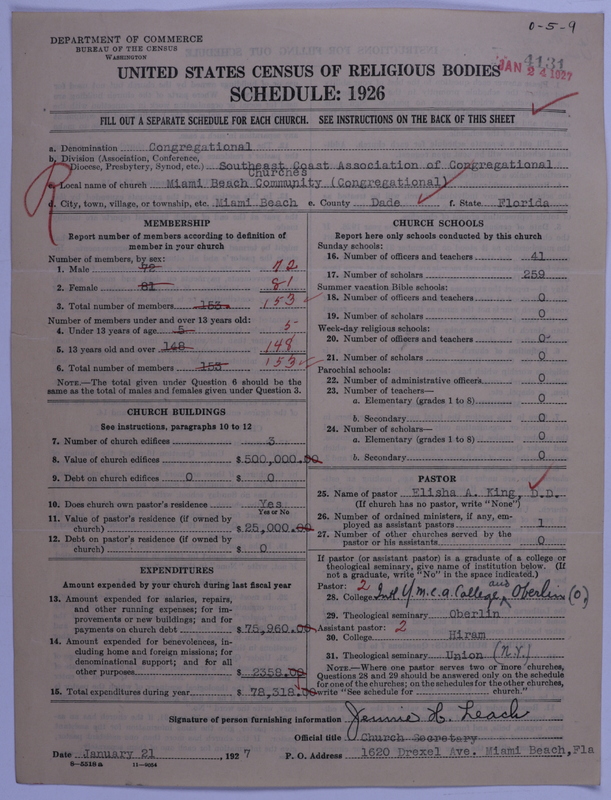 0-5-9
DEPARTMENT OF COMMERCE
BUREAU OF THE CENSUS
WASHINGTON
4131
JAN 24 1927
UNITED STATES CENSUS OF RELIGIOUS BODIES
SCHEDULE: 1926
FILL OUT A SEPARATE SCHEDULE FOR EACH CHURCH. SEE INSTRUCTIONS ON THE BACK OF THIS SHEET
a. Denomination Congregational
b. Division (Association, Conference, Diocese, Presbytery, Synod, etc.) Southeast Coast Association of Congregational
Churches
c. Local name of church Miami Beach Community (Congregational)
d. City, town, village, or township, etc. Miami Beach e. County Dade f. State Florida
MEMBERSHIP
Report number of members according to definition of member in your church
Number of members, by sex:
1. Male 72 72
2. Female 81 81
3. Total number of members 153 153
Number of members under and over 13 years old:
4. Under 13 years of age 5 5
5. 13 years old and over 148 148
6. Total number of members 153 153
NOTE.—The total given under Question 6 should be the same as the total of males and females given under Question 3.
CHURCH BUILDINGS
See instructions, paragraphs 10 to 12
7. Number of church edifices 3
8. Value of church edifices $500,000.00
9. Debt on church edifices 0 $ 0
10. Does church own pastor's residence Yes
Yes or No
11. Value of pastor's residence (if owned by church) $25,000.00
12. Debt on pastor's residence (if owned by church) $ 0
EXPENDITURES
Amount expended by your church during last fiscal year
13. Amount expended for salaries, repairs, and other running expenses; for improvements or new building; and for payments on church debt $75,960.00
14. Amount expended for benevolences, including home and foreign missions; for denominational support; and for all other purposes $ 2358.00
15. Total expenditures during year $ 78,318.00
CHURCH SCHOOLS
Report here only schools conducted by this church
Sunday schools:
16. Number of officers and teachers 41
17. Number of scholars 259
Summer vacation Bible schools:
18. Number of officers and teachers 0
19. Number of scholars 0
Week-day religious schools:
20. Number of officers and teachers 0
21. Number of scholars 0
Parochial schools:
22. Number of administrative officers 0
23. Number of teachers—
a. Elementary (grades 1 to 8) 0
b. Secondary 0
24. Number of scholars—
a. Elementary (grades 1 to 8) 0
b. Secondary 0
PASTOR
25. Name of pastor Elisha A. King, D.D.
(If church has no pastor, write "None")
26. Number of ordained ministers, if any, employed as assistant pastors 1
27. Number of other churches served by the pastor or his assistants 0
If pastor (or assistant pastor) is a graduate of a college or theological seminary, give name of institution below. (If not a graduate, write "No" in the space indicated.)
Pastor: 2
28. College Intl. Y.M.C.A. College and Oberlin (O)
29. Theological seminary Oberlin
Assistant pastor: 2
30. College Hiram
31. Theological seminary Union (N.Y.)
NOTE.—Where one pastor serves two or more churches, Questions 28 and 29 should be answered only on the schedule for one of the churches; on the schedules for the other churches, write "See schedule for church."
Signature of person furnishing information Jennie H. Leach
Official title Church Secretary
Date January 21, 1927 P. O. Address 1620 Drexel Ave. Miami Beach, Fla
8-5518a 11-9024